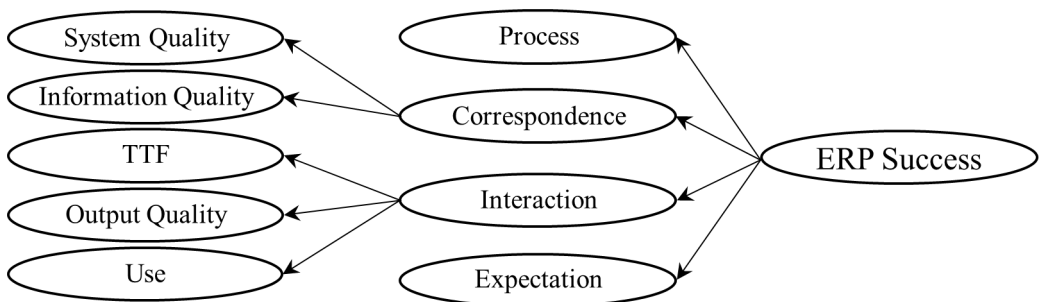 System Quality
Information Quality
TTF
Output Quality
Use
Process
Correspondence
Interaction
Expectation
ERP Success